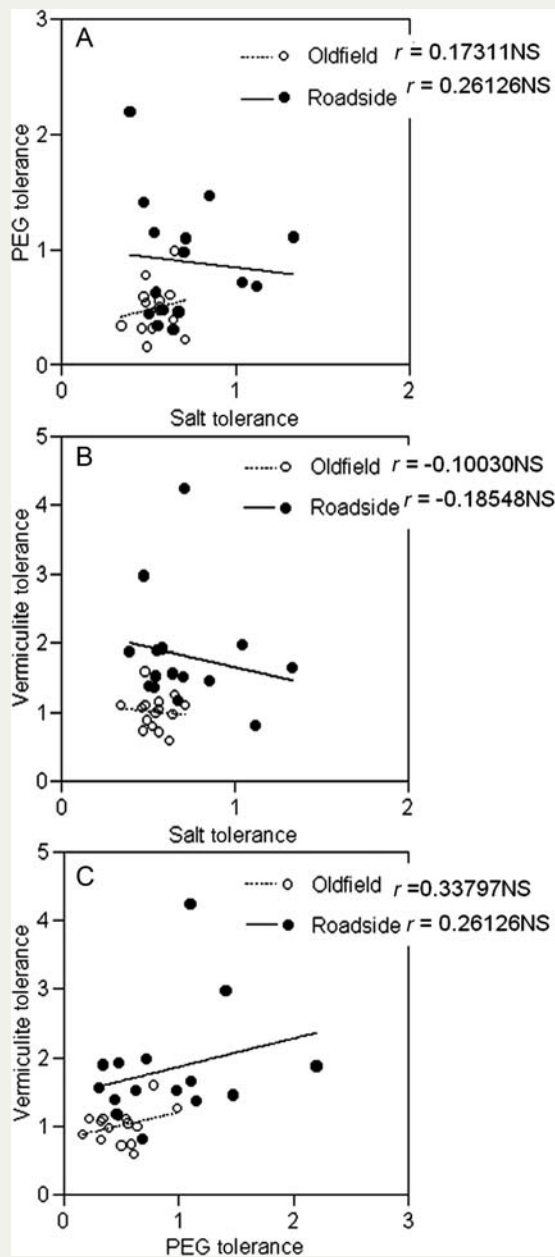 3
A
Oldfield r = 0.17311NS
Roadside r = 0.26126NS
2
PEG tolerance
1
0
0 1 2
Salt tolerance
5
B
Oldfield r = -0.10030NS
Roadside r = -0.18548NS
4
3
Vermiculite tolerance
2
1
0
0 1 2
Salt tolerance
5
C
Oldfield r =0.33797NS
Roadside r = 0.26126NS
4
3
Vermiculite tolerance
2
1
0
0 1 2 3
PEG tolerance